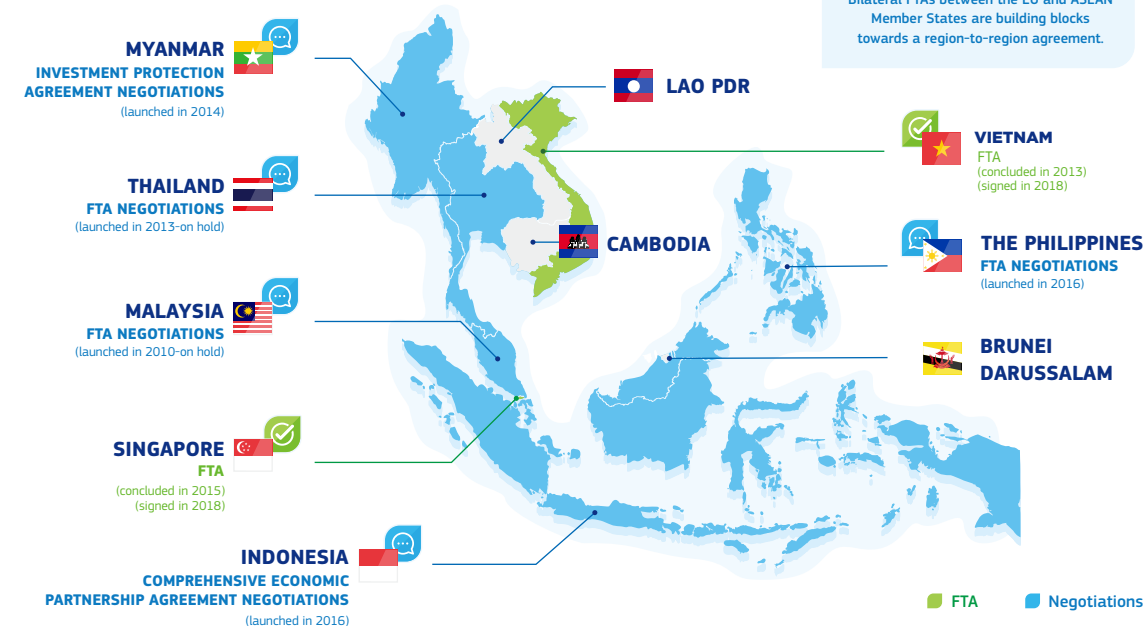 Bilateral FTAs between the EU and ASEAN
Member States are building blocks
towards a region-to-region agreement.
MYANMAR
INVESTMENT PROTECTION
AGREEMENT NEGOTIATIONS
(launched in 2014)
LAO PDR
VIETNAM
FTA
(concluded in 2013)
(signed in 2018)
THAILAND
FTA NEGOTIATIONS
(launched in 2013-on hold)
CAMBODIA
THE PHILIPPINES
FTA NEGOTIATIONS
(launched in 2016)
MALAYSIA
FTA NEGOTIATIONS
(launched in 2010-on hold)
BRUNEI
DARUSSALAM
SINGAPORE
FTA
(concluded in 2015)
(signed in 2018)
INDONESIA
COMPREHENSIVE ECONOMIC
PARTNERSHIP AGREEMENT NEGOTIATIONS
(launched in 2016)
FTA
Negotiations